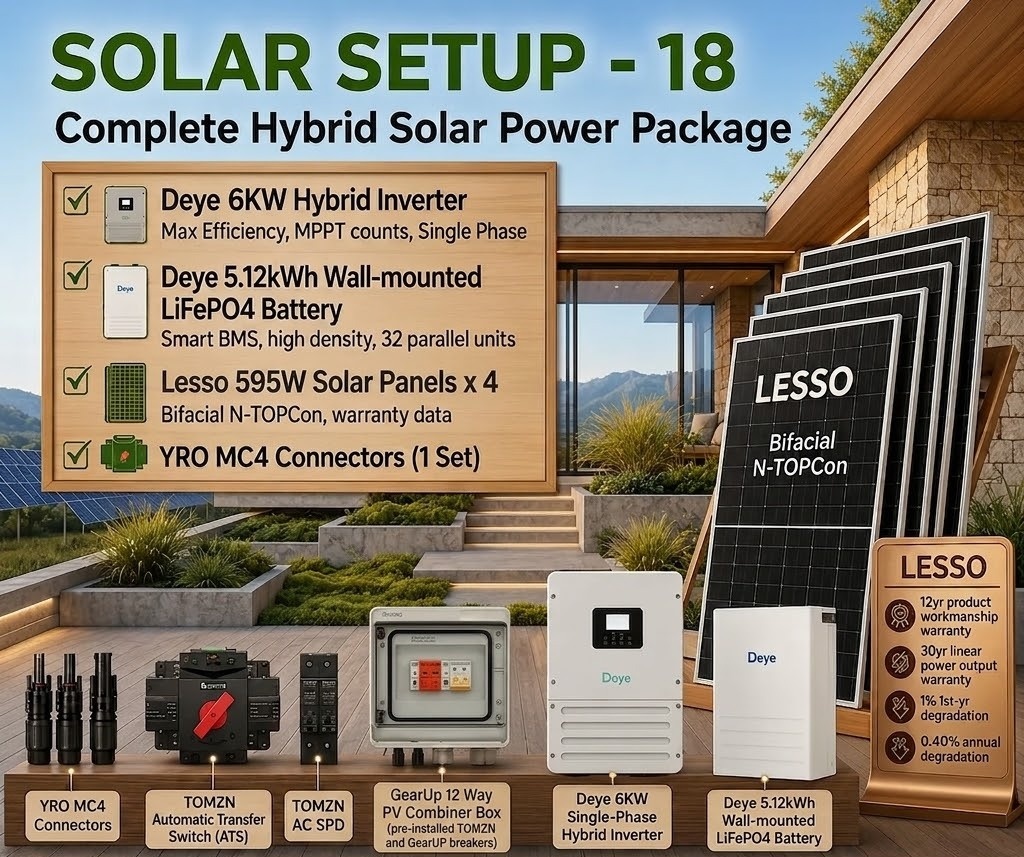 SOLAR SETUP - 18
Complete Hybrid Solar Power Package
Deye 6KW Hybrid Inverter
Max Efficiency, MPPT counts, Single Phase
Deye
Deye 5.12kWh Wall-mounted
LiFePO4 Battery
Smart BMS, high density, 32 parallel units
Lesso 595W Solar Panels x 4
Bifacial N-TOPCon, warranty data
YRO MC4 Connectors (1 Set)
LESSO
Bifacial
N-TOPCon
LESSO
12yr product
workmanship
warranty
30yr linear
power output
warranty
1% 1st-yr
degradation
0.40% annual
degradation
Doye
Deye
YRO MC4
Connectors
TOMZN
Automatic Transfer
Switch (ATS)
TOMZN
AC SPD
GearUp 12 Way
PV Combiner Box
(pre-installed TOMZN
and GearUP breakers)
Deye 6KW
Single-Phase
Hybrid Inverter
Deye 5.12kWh
Wall-mounted
LiFePO4 Battery